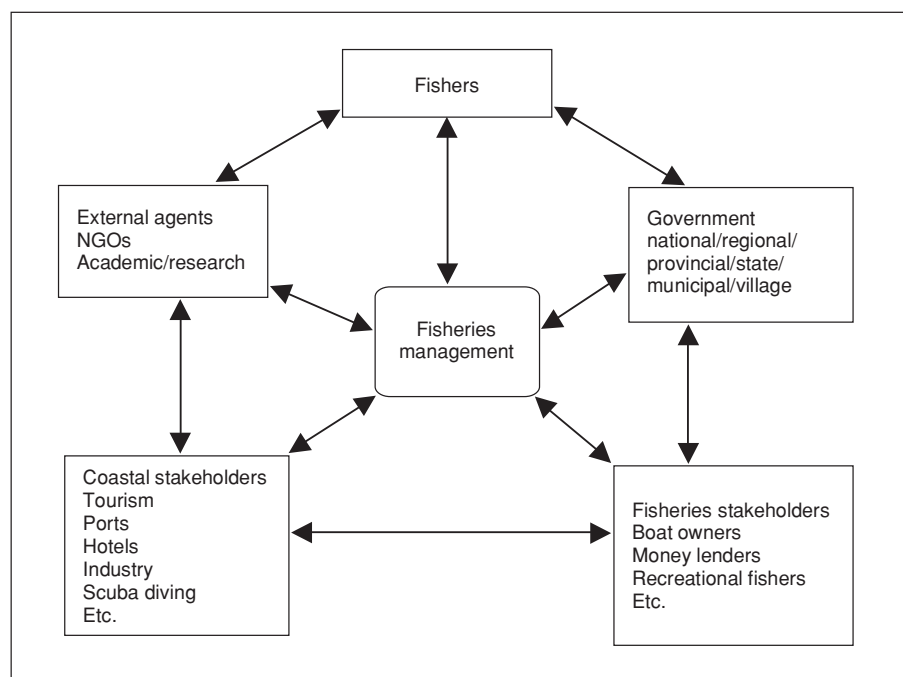 Fishers
External agents
NGOs
Academic/research
Government
national/regional/
provincial/state/
municipal/village
Fisheries
management
Coastal stakeholders
Tourism
Ports
Hotels
Industry
Scuba diving
Etc.
Fisheries stakeholders
Boat owners
Money lenders
Recreational fishers
Etc.